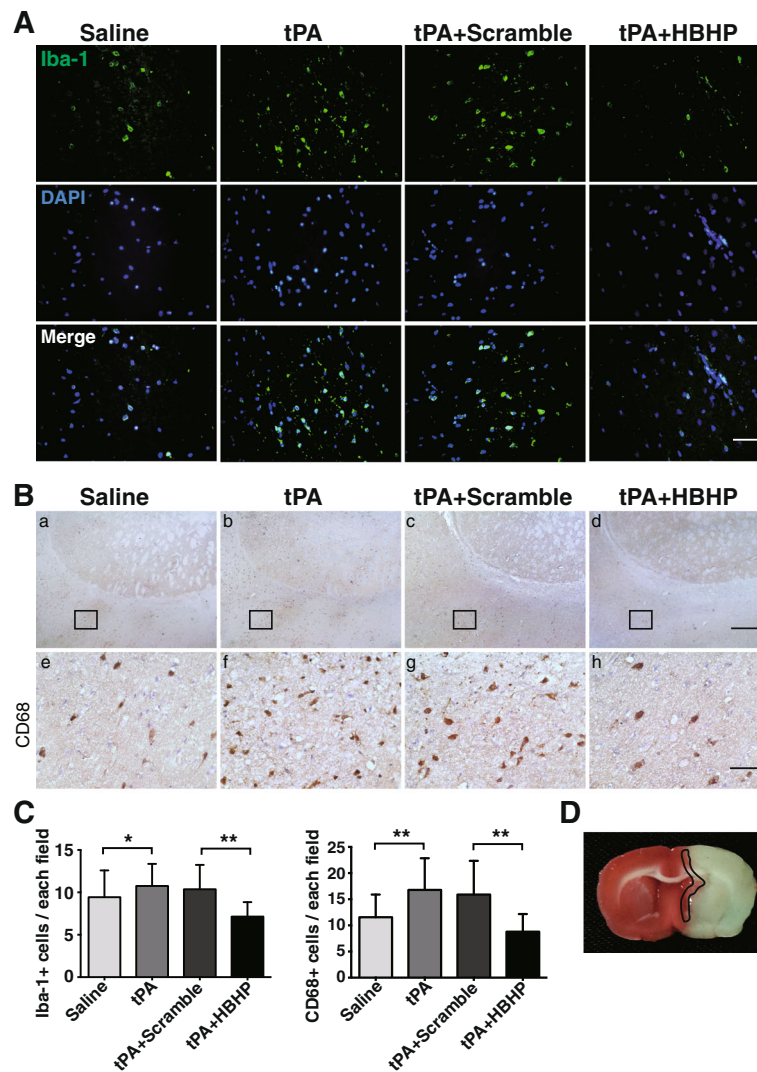 A
Saline tPA tPA+Scramble tPA+HBHP
Iba-1
DAPI
Merge
B
Saline tPA tPA+Scramble tPA+HBHP
a b c d
CD68
e f g h
C
Iba-1+ cells / each field
15
10
5
0
* **
Saline tPA tPA+Scramble tPA+HBHP
CD68+ cells / each field
25
20
15
10
5
0
** **
Saline tPA tPA+Scramble tPA+HBHP
D